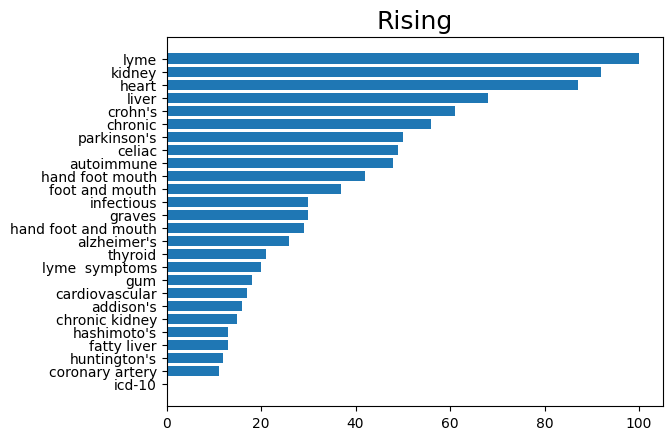 Rising
lyme
kidney
heart
liver
crohn's
chronic
parkinson's
celiac
autoimmune
hand foot mouth
foot and mouth
infectious
graves
hand foot and mouth
alzheimer's
thyroid
lyme  symptoms
gum
cardiovascular
addison's
chronic kidney
hashimoto's
fatty liver
huntington's
coronary artery
icd-10
0 20 40 60 80 100